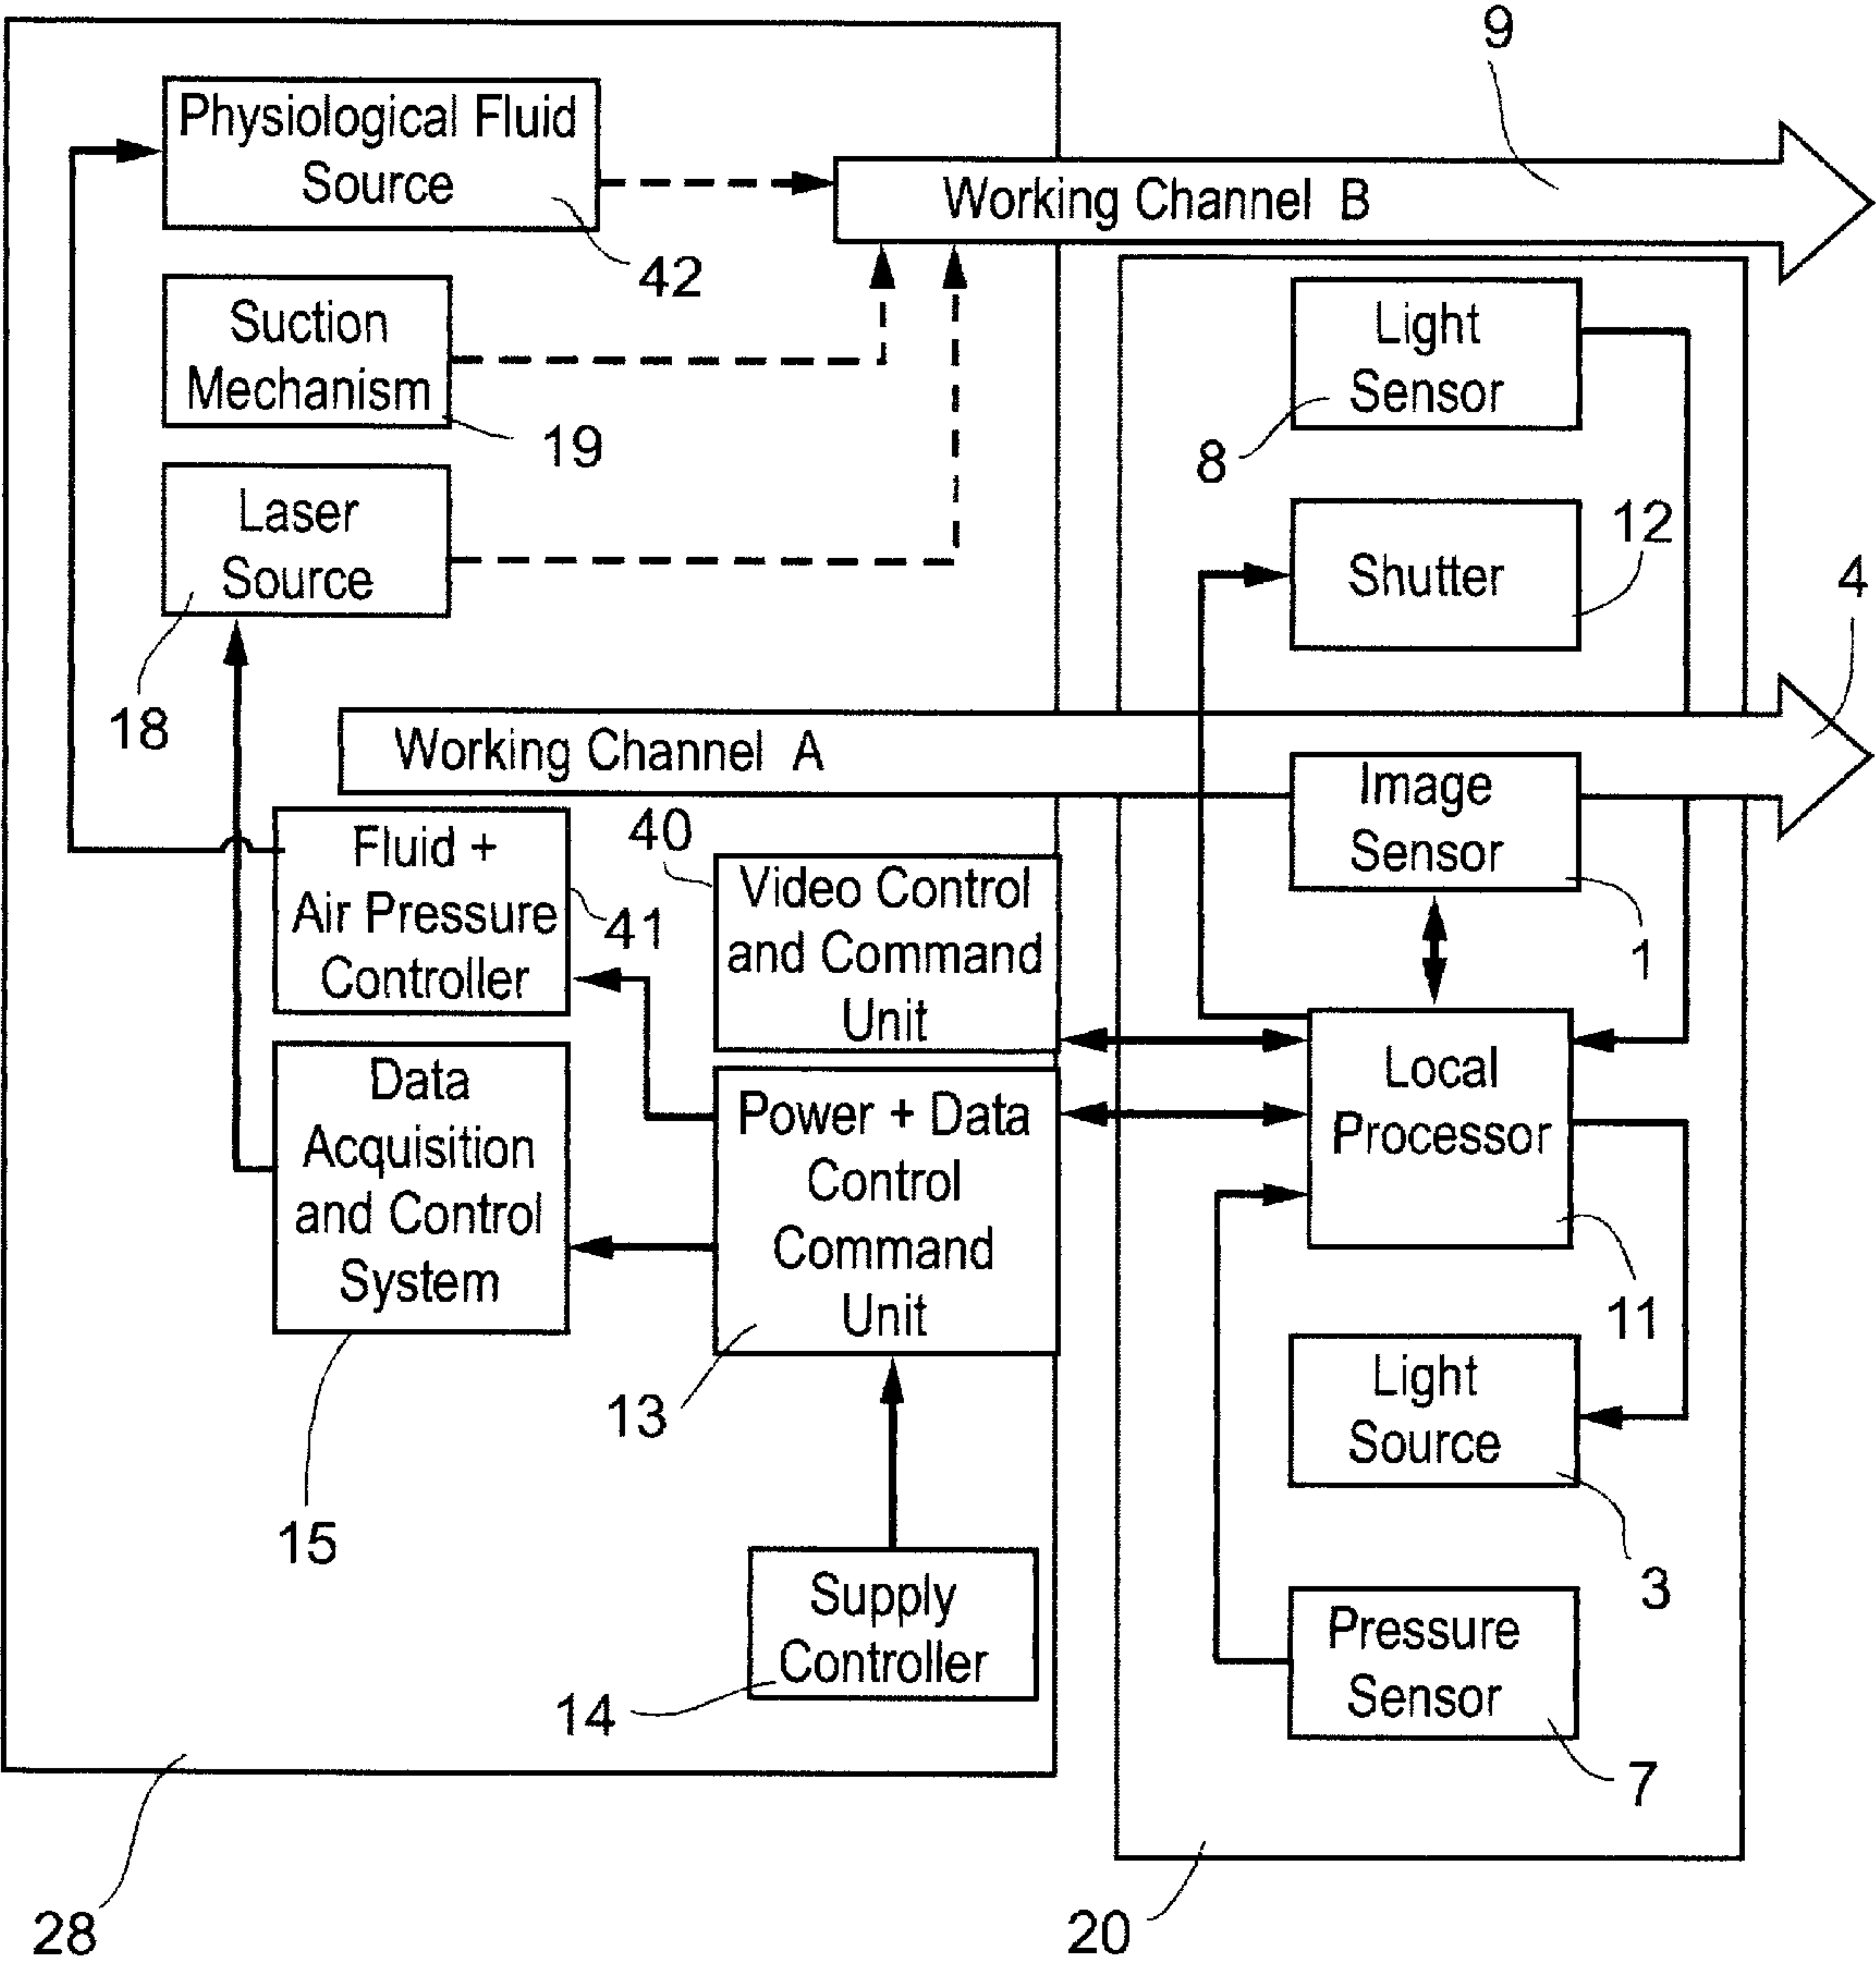 9
Physiological Fluid
Source
42
Working Channel B
Suction
Mechanism
19
Light
Sensor
8
Laser
Source
18
Shutter
12
4
Working Channel A
Image
Sensor
1
Fluid +
Air Pressure
Controller
41
40
Video Control
and Command
Unit
Data
Acquisition
and Control
System
15
Power + Data
Control
Command
Unit
13
Local
Processor
11
Light
Source
3
Supply
Controller
14
Pressure
Sensor
7
28
20